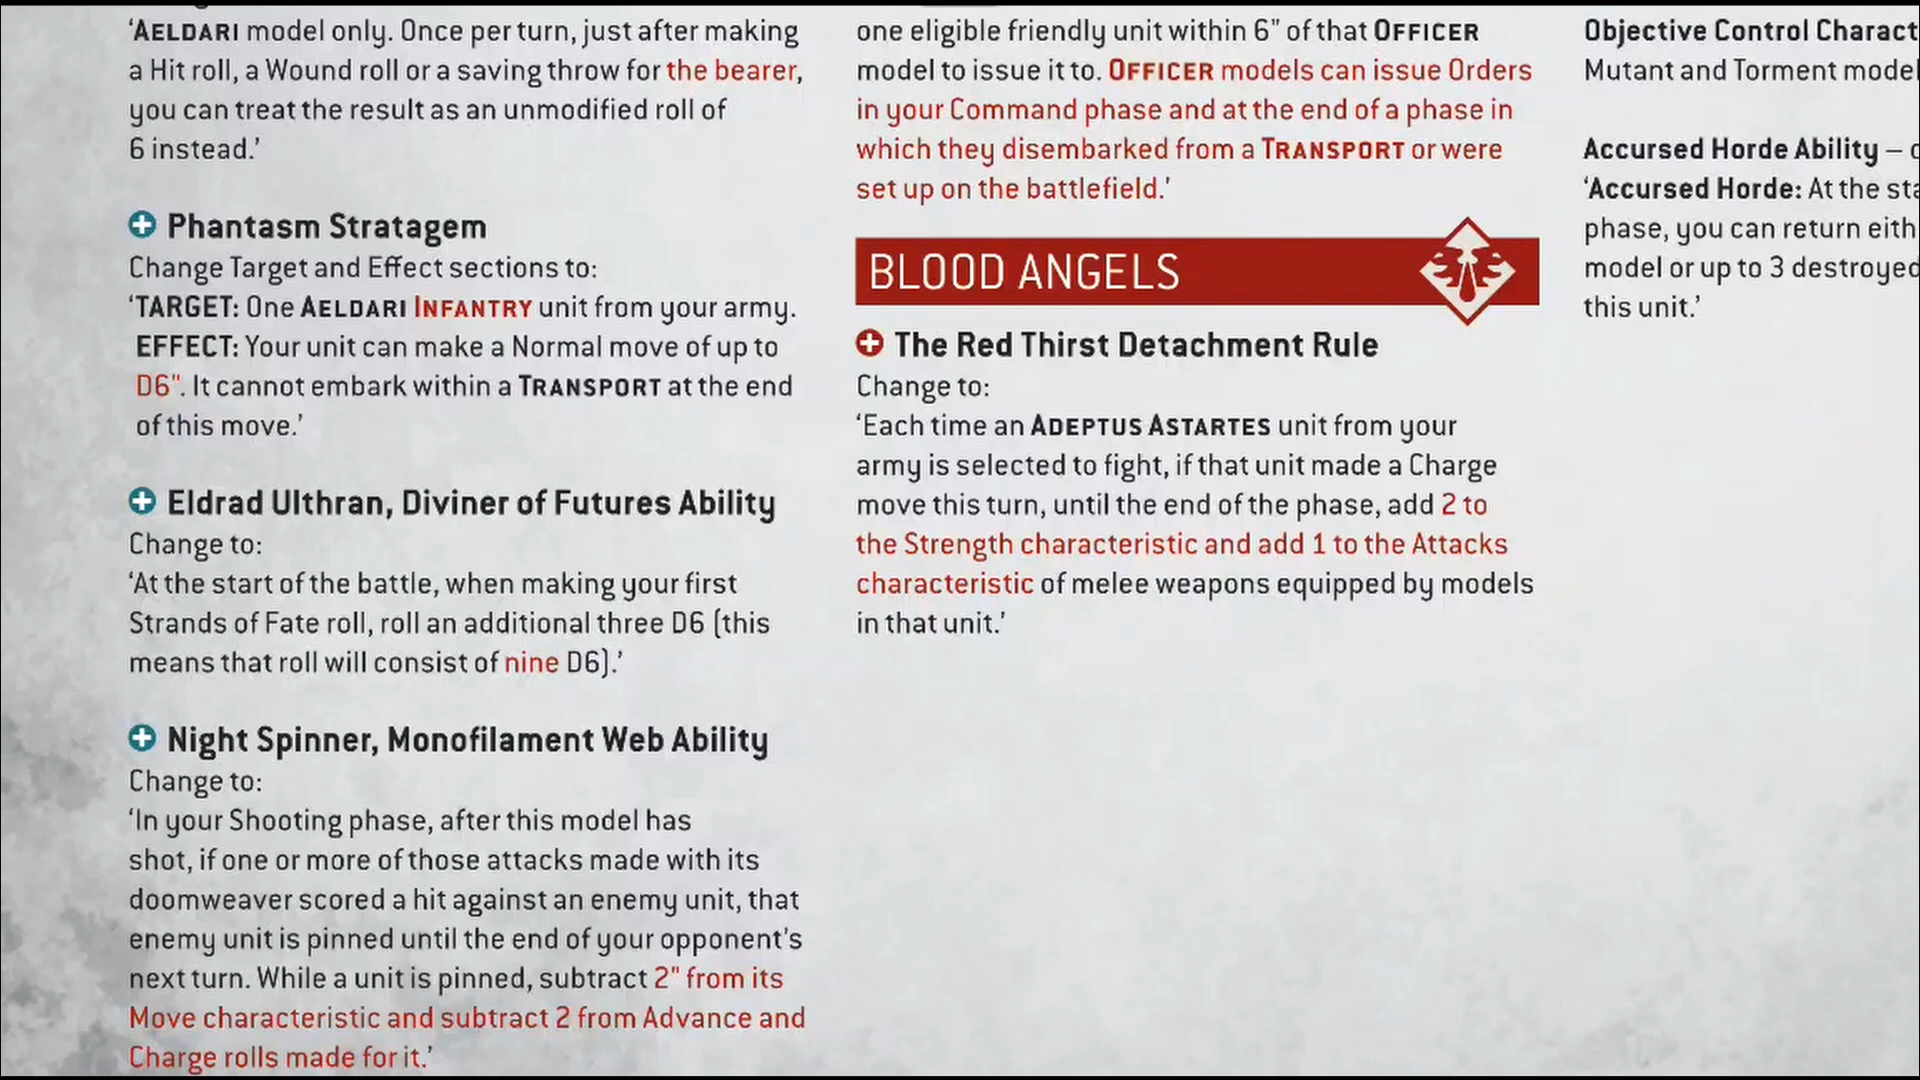 ‘AELDARI model only. Once per turn, just after making
a Hit roll, a Wound roll or a saving throw for the bearer,
you can treat the result as an unmodified roll of
6 instead.’
Phantasm Stratagem
Change Target and Effect sections to:
‘TARGET: One AELDARI INFANTRY unit from your army.
EFFECT: Your unit can make a Normal move of up to
D6". It cannot embark within a TRANSPORT at the end
of this move.’
Eldrad Ulthran, Diviner of Futures Ability
Change to:
‘At the start of the battle, when making your first
Strands of Fate roll, roll an additional three D6 (this
means that roll will consist of nine D6).’
Night Spinner, Monofilament Web Ability
Change to:
‘In your Shooting phase, after this model has
shot, if one or more of those attacks made with its
doomweaver scored a hit against an enemy unit, that
enemy unit is pinned until the end of your opponent’s
next turn. While a unit is pinned, subtract 2" from its
Move characteristic and subtract 2 from Advance and
Charge rolls made for it.’
one eligible friendly unit within 6" of that OFFICER
model to issue it to. OFFICER models can issue Orders
in your Command phase and at the end of a phase in
which they disembarked from a TRANSPORT or were
set up on the battlefield.’
BLOOD ANGELS
The Red Thirst Detachment Rule
Change to:
‘Each time an ADEPTUS ASTARTES unit from your
army is selected to fight, if that unit made a Charge
move this turn, until the end of the phase, add 2 to
the Strength characteristic and add 1 to the Attacks
characteristic of melee weapons equipped by models
in that unit.’
Objective Control Charact
Mutant and Torment model
Accursed Horde Ability –
‘Accursed Horde: At the sta
phase, you can return eith
model or up to 3 destroyed
this unit.’